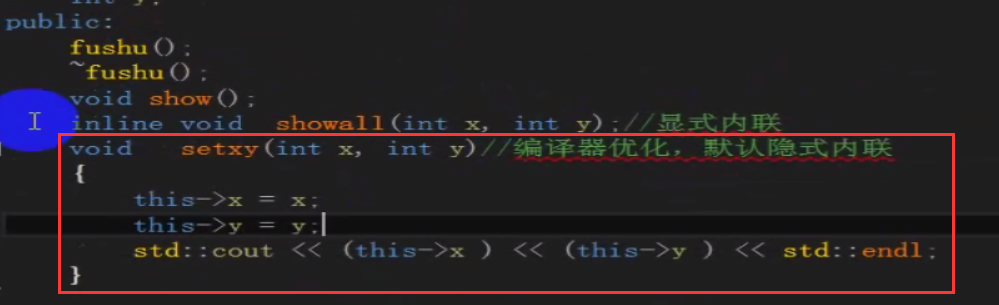 int y;
public:
fushu();
~fushu();
void show();
inline void showall(int x, int y);//显式内联
void setxy(int x, int y)//编译器优化，默认隐式内联
{
this->x = x;
this->y = y;
std::cout << (this->x ) << (this->y ) << std::endl;
}